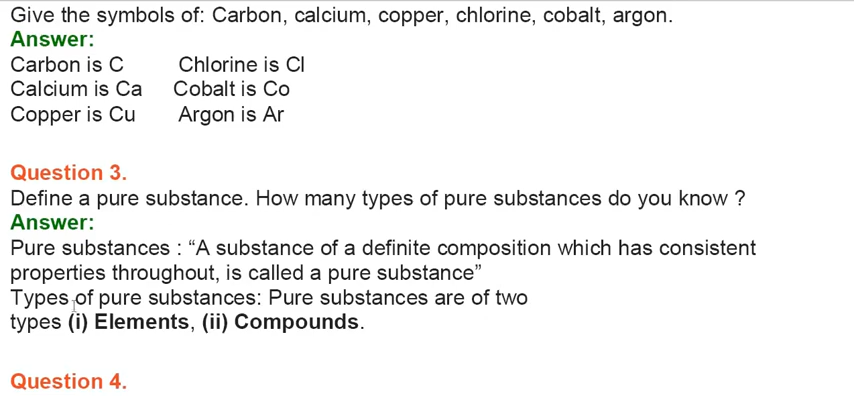 Give the symbols of: Carbon, calcium, copper, chlorine, cobalt, argon.
Answer:
Carbon is C Chlorine is Cl
Calcium is Ca Cobalt is Co
Copper is Cu Argon is Ar
Question 3.
Define a pure substance. How many types of pure substances do you know ?
Answer:
Pure substances : “A substance of a definite composition which has consistent
properties throughout, is called a pure substance”
Types of pure substances: Pure substances are of two
types (i) Elements, (ii) Compounds.
Question 4.